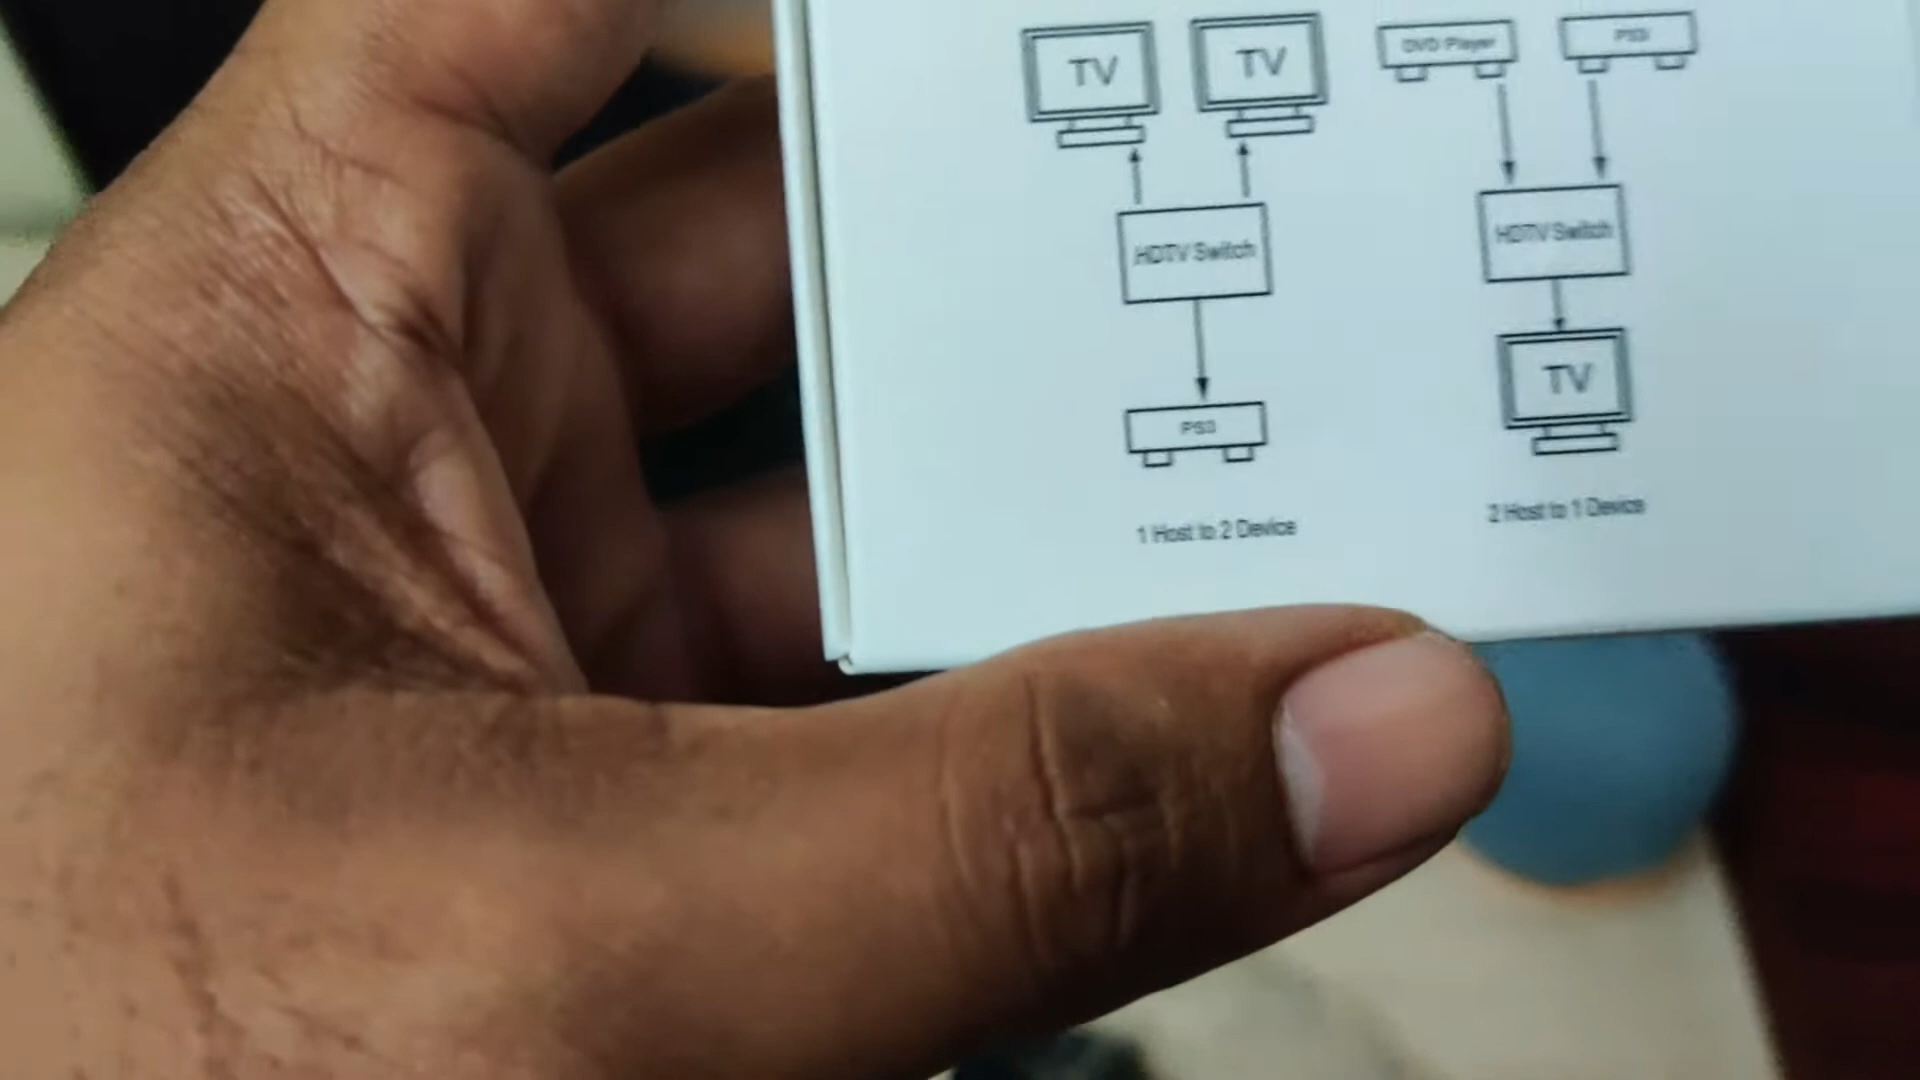 TV
TV
HDTV Switch
PS3
1 Host to 2 Device
DVD Player
PS3
HDTV Switch
TV
2 Host to 1 Device